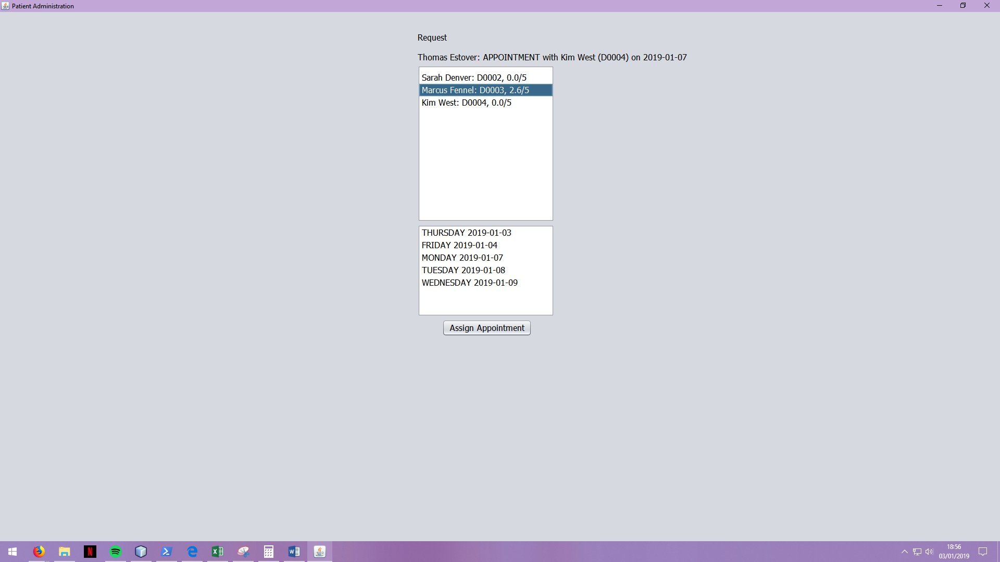 Patient Administration
Request
Thomas Estover: APPOINTMENT with Kim West (D0004) on 2019-01-07
Sarah Denver: D0002, 0.0/5
Marcus Fennel: D0003, 2.6/5
Kim West: D0004, 0.0/5
THURSDAY 2019-01-03
FRIDAY 2019-01-04
MONDAY 2019-01-07
TUESDAY 2019-01-08
WEDNESDAY 2019-01-09
Assign Appointment
18:56
03/01/2019